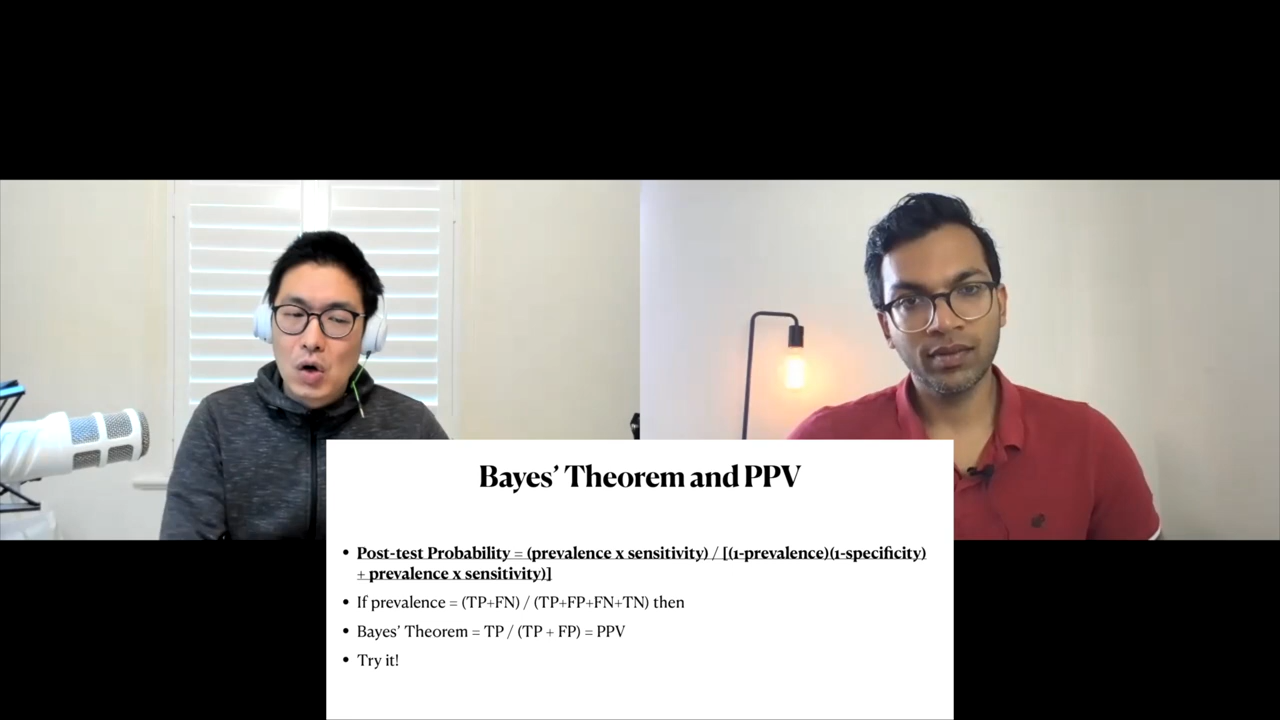 Bayes’ Theorem and PPV
• Post-test Probability = (prevalence x sensitivity) / [(1-prevalence)(1-specificity)
+ prevalence x sensitivity)]
• If prevalence = (TP+FN) / (TP+FP+FN+TN) then
• Bayes’ Theorem = TP / (TP + FP) = PPV
• Try it!